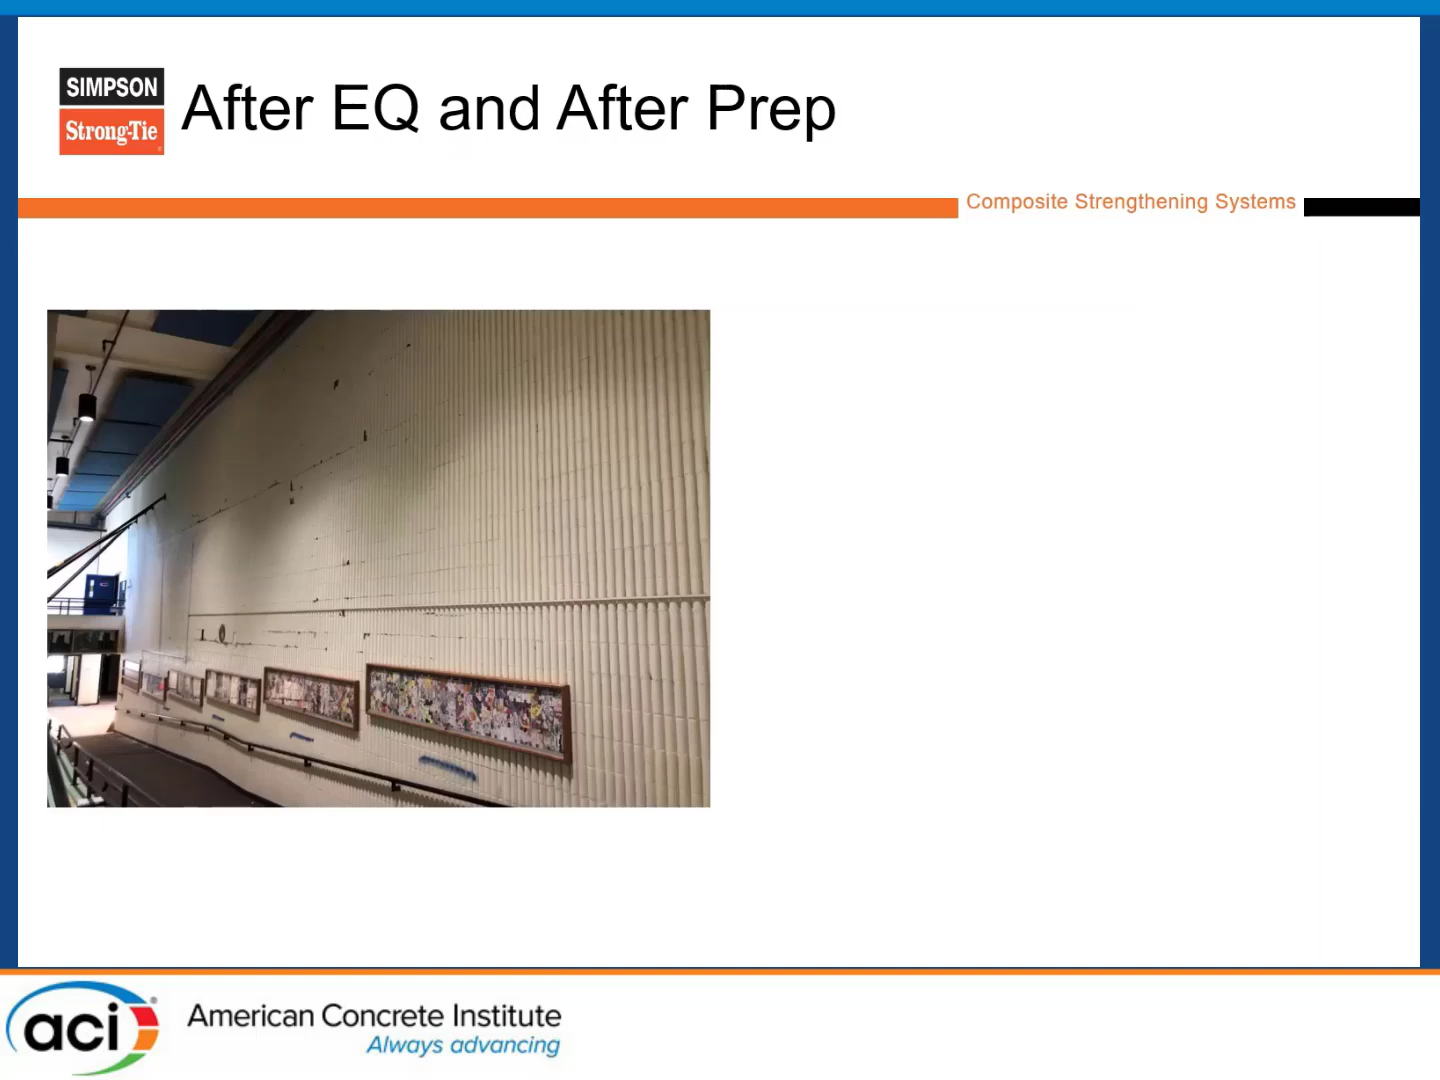 SIMPSON
Strong-Tie
After EQ and After Prep
Composite Strengthening Systems
aci
American Concrete Institute
Always advancing